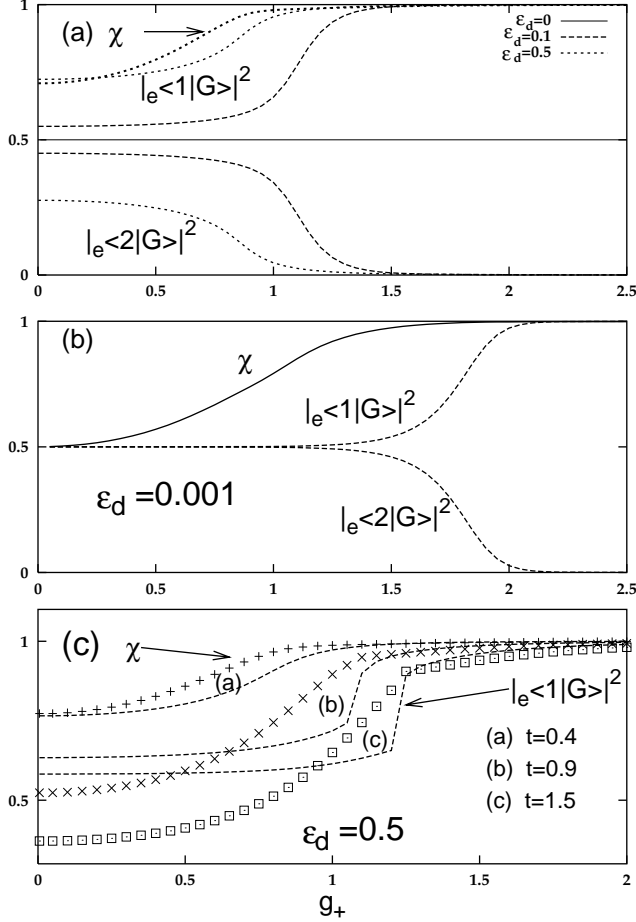 (a)
χ
ε_d=0
ε_d=0.1
ε_d=0.5
|_e<1|G>|^2
|_e<2|G>|^2
1
0.5
0
0 0.5 1 1.5 2 2.5
(b)
χ
|_e<1|G>|^2
|_e<2|G>|^2
ε_d =0.001
1
0.5
0
0 0.5 1 1.5 2 2.5
(c)
χ
(a)
(b)
(c)
|_e<1|G>|^2
(a) t=0.4
(b) t=0.9
(c) t=1.5
ε_d =0.5
1
0.5
0 0.5 1 1.5 2
g_+